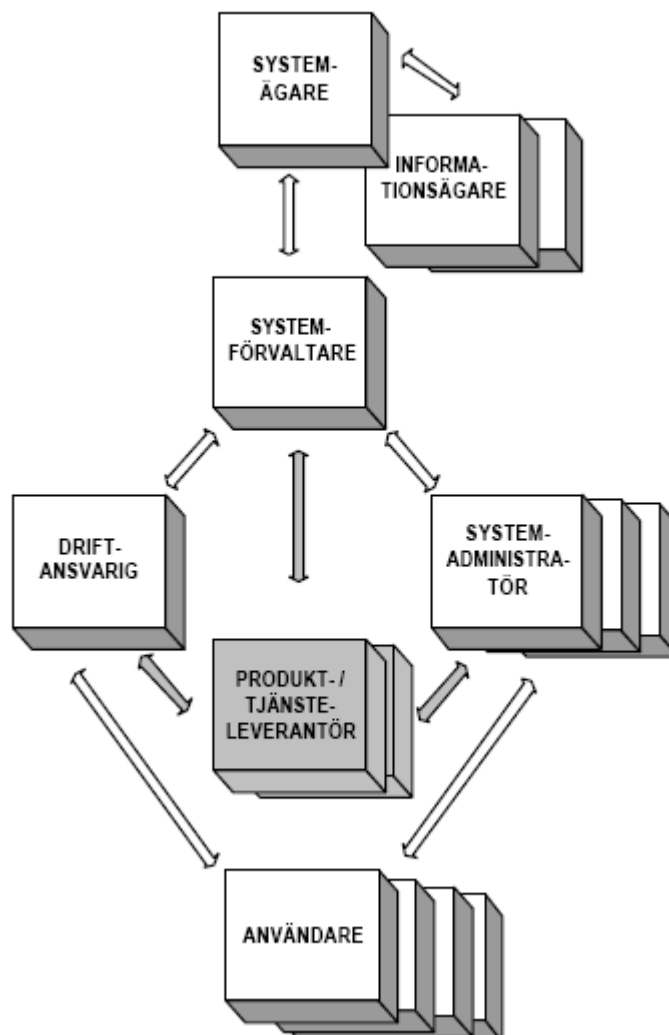 SYSTEM-
ÄGARE
INFORMA-
TIONSÄGARE
SYSTEM-
FÖRVALTARE
DRIFT-
ANSVARIG
SYSTEM-
ADMINISTRA-
TÖR
PRODUKT- /
TJÄNSTE-
LEVERANTÖR
ANVÄNDARE